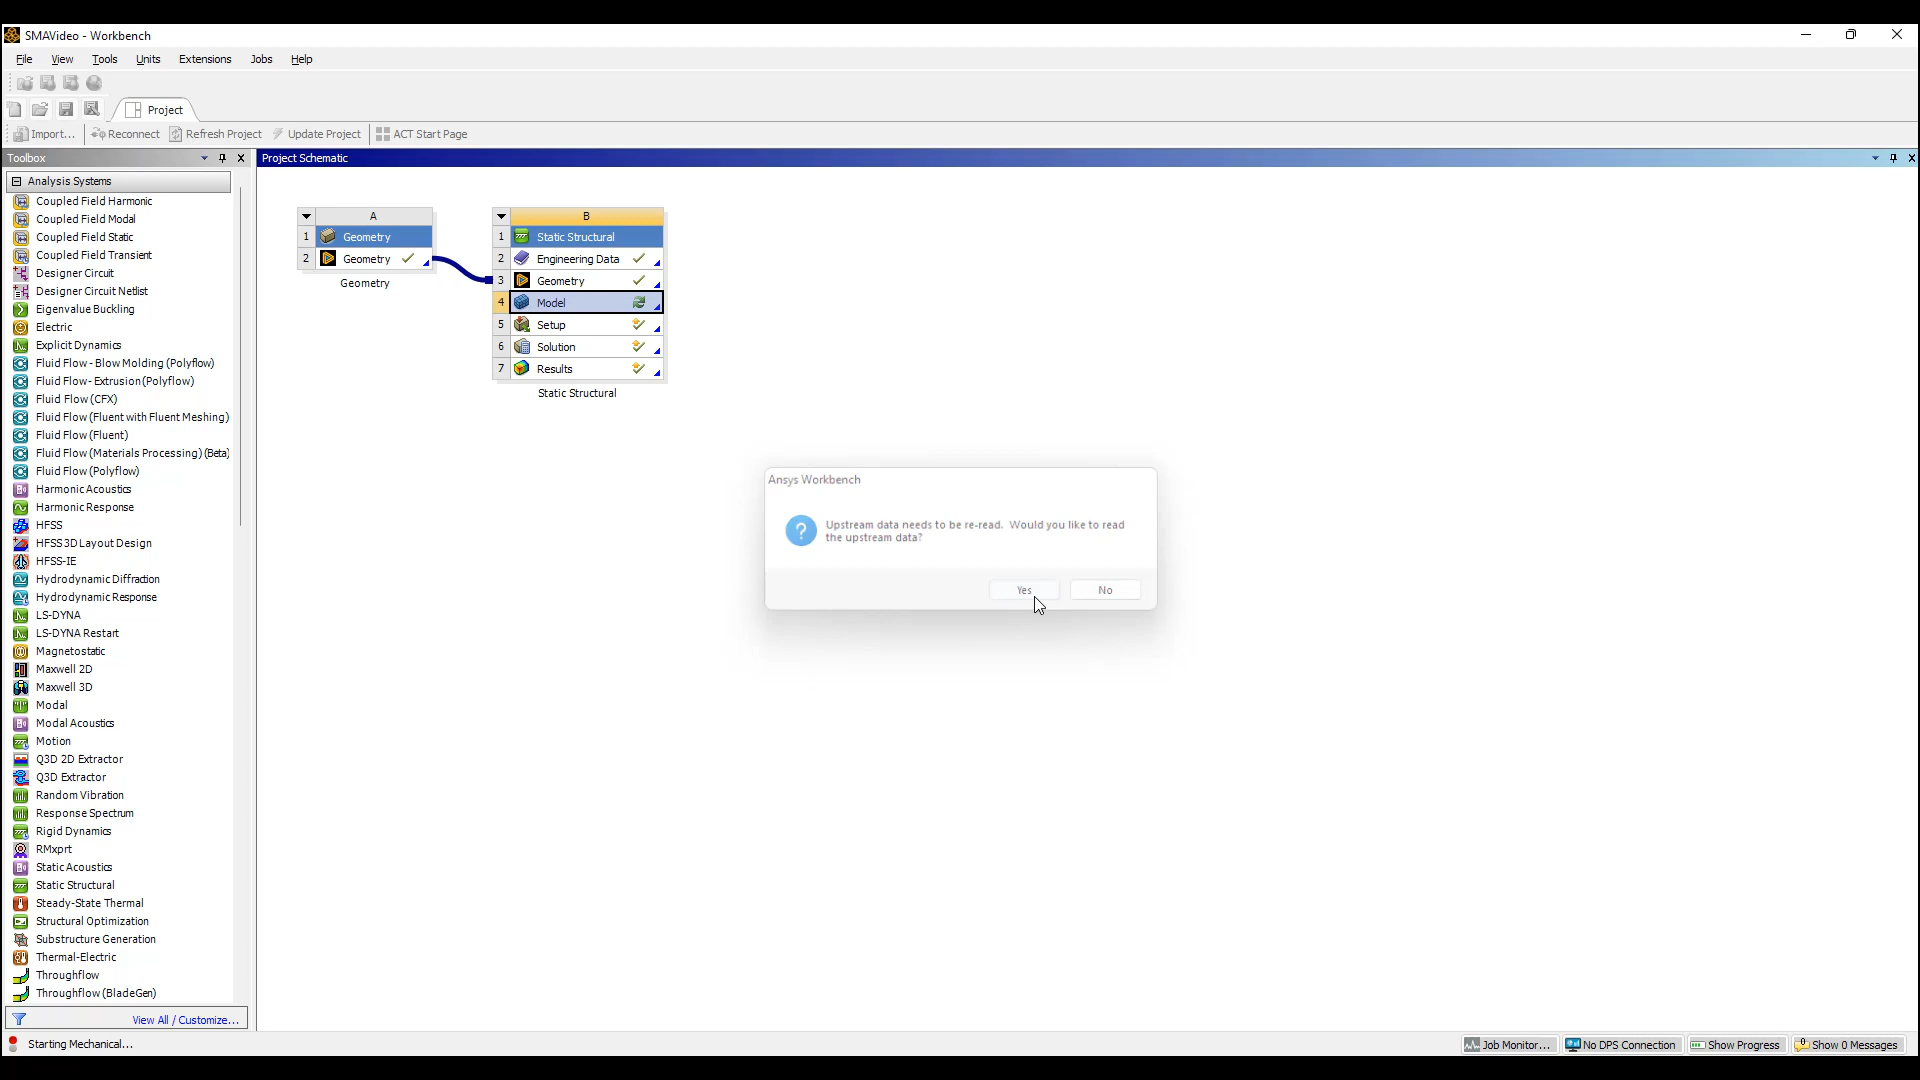 SMAVideo - Workbench
File View Tools Units Extensions Jobs Help
Project
Import... Reconnect Refresh Project Update Project ACT Start Page
Toolbox
Project Schematic
Analysis Systems
Coupled Field Harmonic
Coupled Field Modal
Coupled Field Static
Coupled Field Transient
Designer Circuit
Designer Circuit Netlist
Eigenvalue Buckling
Electric
Explicit Dynamics
Fluid Flow - Blow Molding (Polyflow)
Fluid Flow- Extrusion (Polyflow)
Fluid Flow (CFX)
Fluid Flow (Fluent with Fluent Meshing)
Fluid Flow (Fluent)
Fluid Flow (Materials Processing) (Beta)
Fluid Flow (Polyflow)
Harmonic Acoustics
Harmonic Response
HFSS
HFSS 3D Layout Design
HFSS-IE
Hydrodynamic Diffraction
Hydrodynamic Response
LS-DYNA
LS-DYNA Restart
Magnetostatic
Maxwell 2D
Maxwell 3D
Modal
Modal Acoustics
Motion
Q3D 2D Extractor
Q3D Extractor
Random Vibration
Response Spectrum
Rigid Dynamics
RMxprt
Static Acoustics
Static Structural
Steady-State Thermal
Structural Optimization
Substructure Generation
Thermal-Electric
Throughflow
Throughflow (BladeGen)
View All / Customize...
A
1 Geometry
2 Geometry
Geometry
B
1 Static Structural
2 Engineering Data
3 Geometry
4 Model
5 Setup
6 Solution
7 Results
Static Structural
Ansys Workbench
Upstream data needs to be re-read. Would you like to read
the upstream data?
Yes No
Starting Mechanical...
Job Monitor... No DPS Connection Show Progress Show 0 Messages